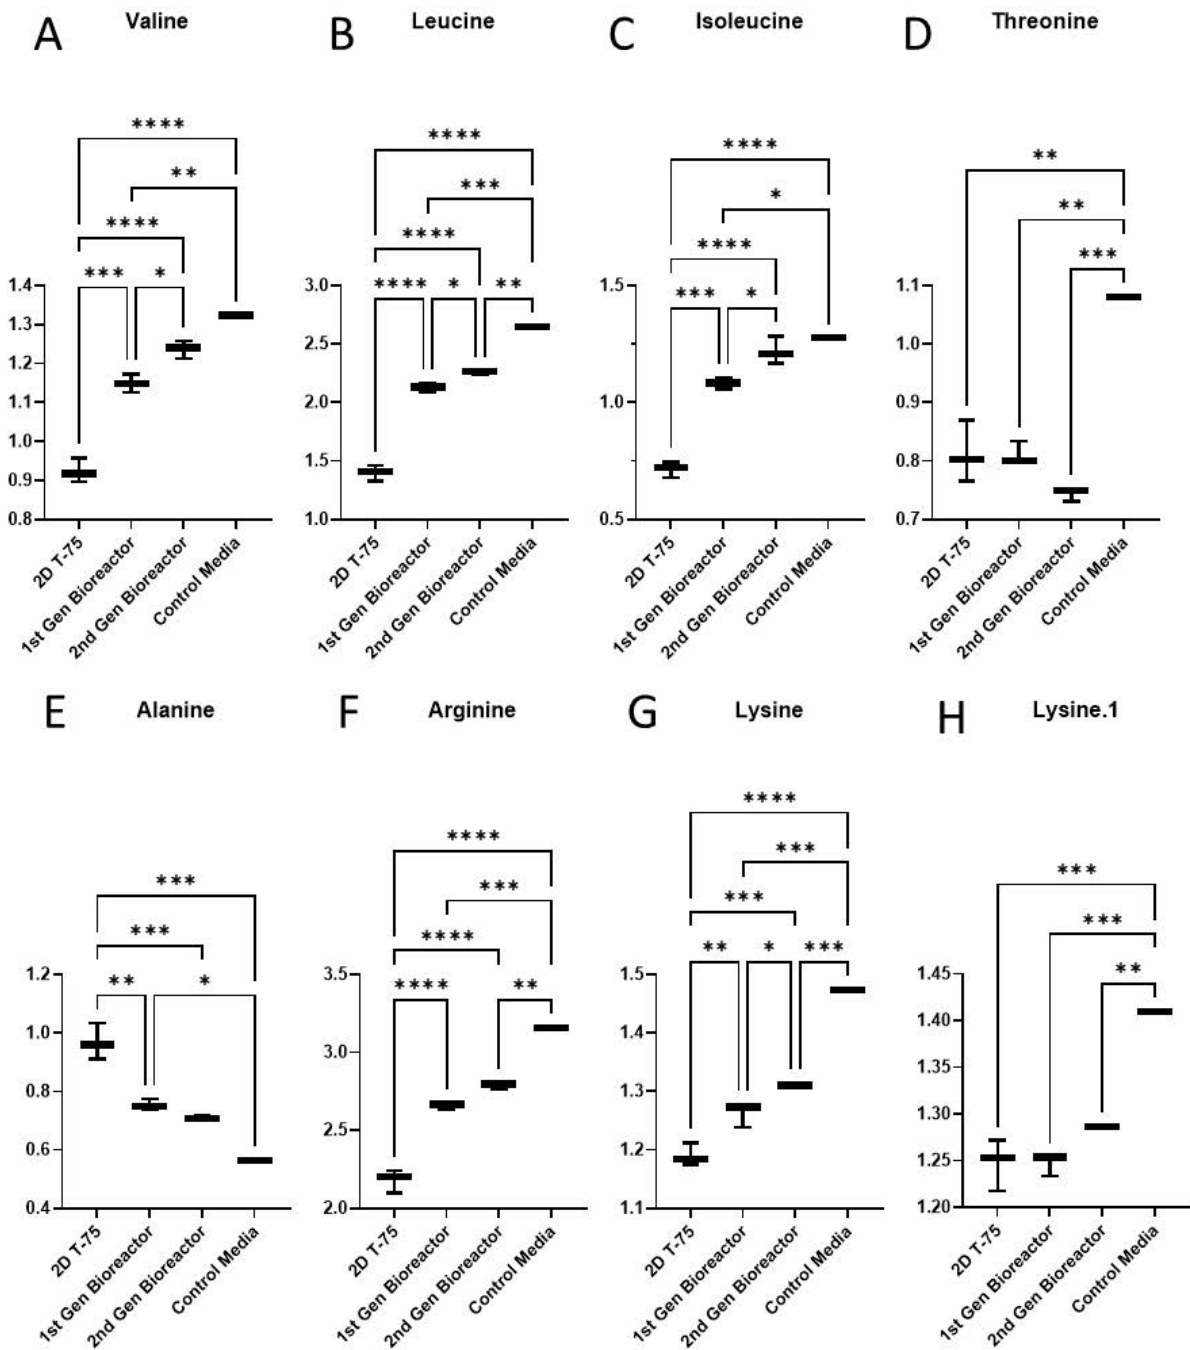 A Valine
****
**
****
*** *
1.4
1.3
1.2
1.1
1.0
0.9
0.8
2D T-75
1st Gen Bioreactor
2nd Gen Bioreactor
Control Media
B Leucine
****
***
****
**** * **
3.0
2.5
2.0
1.5
1.0
2D T-75
1st Gen Bioreactor
2nd Gen Bioreactor
Control Media
C Isoleucine
****
*
****
*** *
1.5
1.0
0.5
2D T-75
1st Gen Bioreactor
2nd Gen Bioreactor
Control Media
D Threonine
**
**
***
1.1
1.0
0.9
0.8
0.7
2D T-75
1st Gen Bioreactor
2nd Gen Bioreactor
Control Media
E Alanine
***
***
** *
1.2
1.0
0.8
0.6
0.4
2D T-75
1st Gen Bioreactor
2nd Gen Bioreactor
Control Media
F Arginine
****
***
****
**** **
3.5
3.0
2.5
2.0
2D T-75
1st Gen Bioreactor
2nd Gen Bioreactor
Control Media
G Lysine
****
***
***
** * ***
1.5
1.4
1.3
1.2
1.1
2D T-75
1st Gen Bioreactor
2nd Gen Bioreactor
Control Media
H Lysine.1
***
***
**
1.45
1.40
1.35
1.30
1.25
1.20
2D T-75
1st Gen Bioreactor
2nd Gen Bioreactor
Control Media